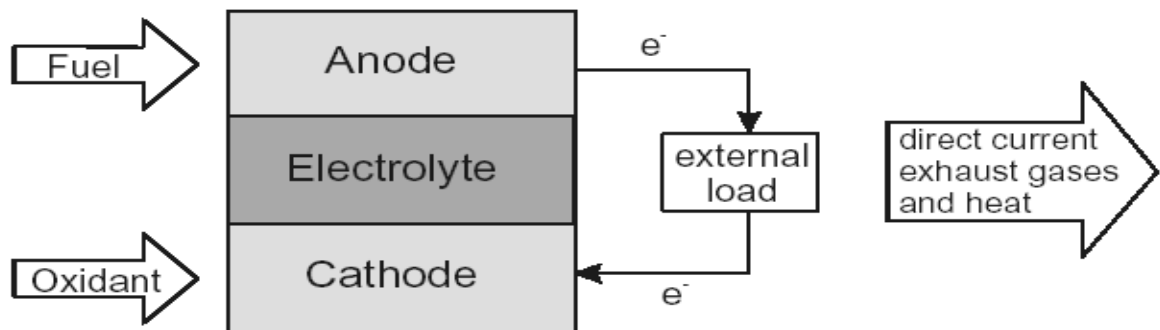 Fuel
Anode
e-
Electrolyte
external
load
direct current
exhaust gases
and heat
Oxidant
Cathode
e-